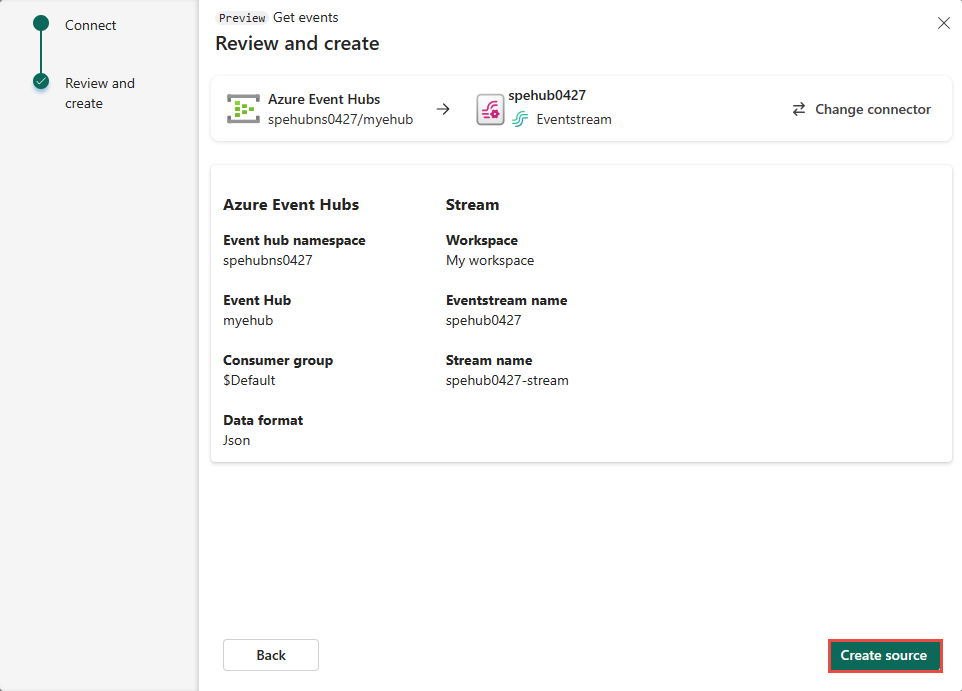 Connect
Review and
create
Preview Get events
Review and create
Azure Event Hubs
spehubns0427/myehub
spehub0427
Eventstream
Change connector
Azure Event Hubs
Event hub namespace
spehubns0427
Event Hub
myehub
Consumer group
$Default
Data format
Json
Stream
Workspace
My workspace
Eventstream name
spehub0427
Stream name
spehub0427-stream
Back
Create source